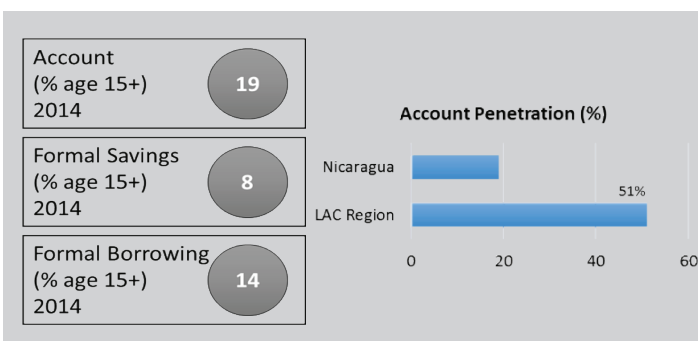 Account
(% age 15+)
2014
19
Formal Savings
(% age 15+)
2014
8
Formal Borrowing
(% age 15+)
2014
14
Account Penetration (%)
Nicaragua
51%
LAC Region
0 20 40 60